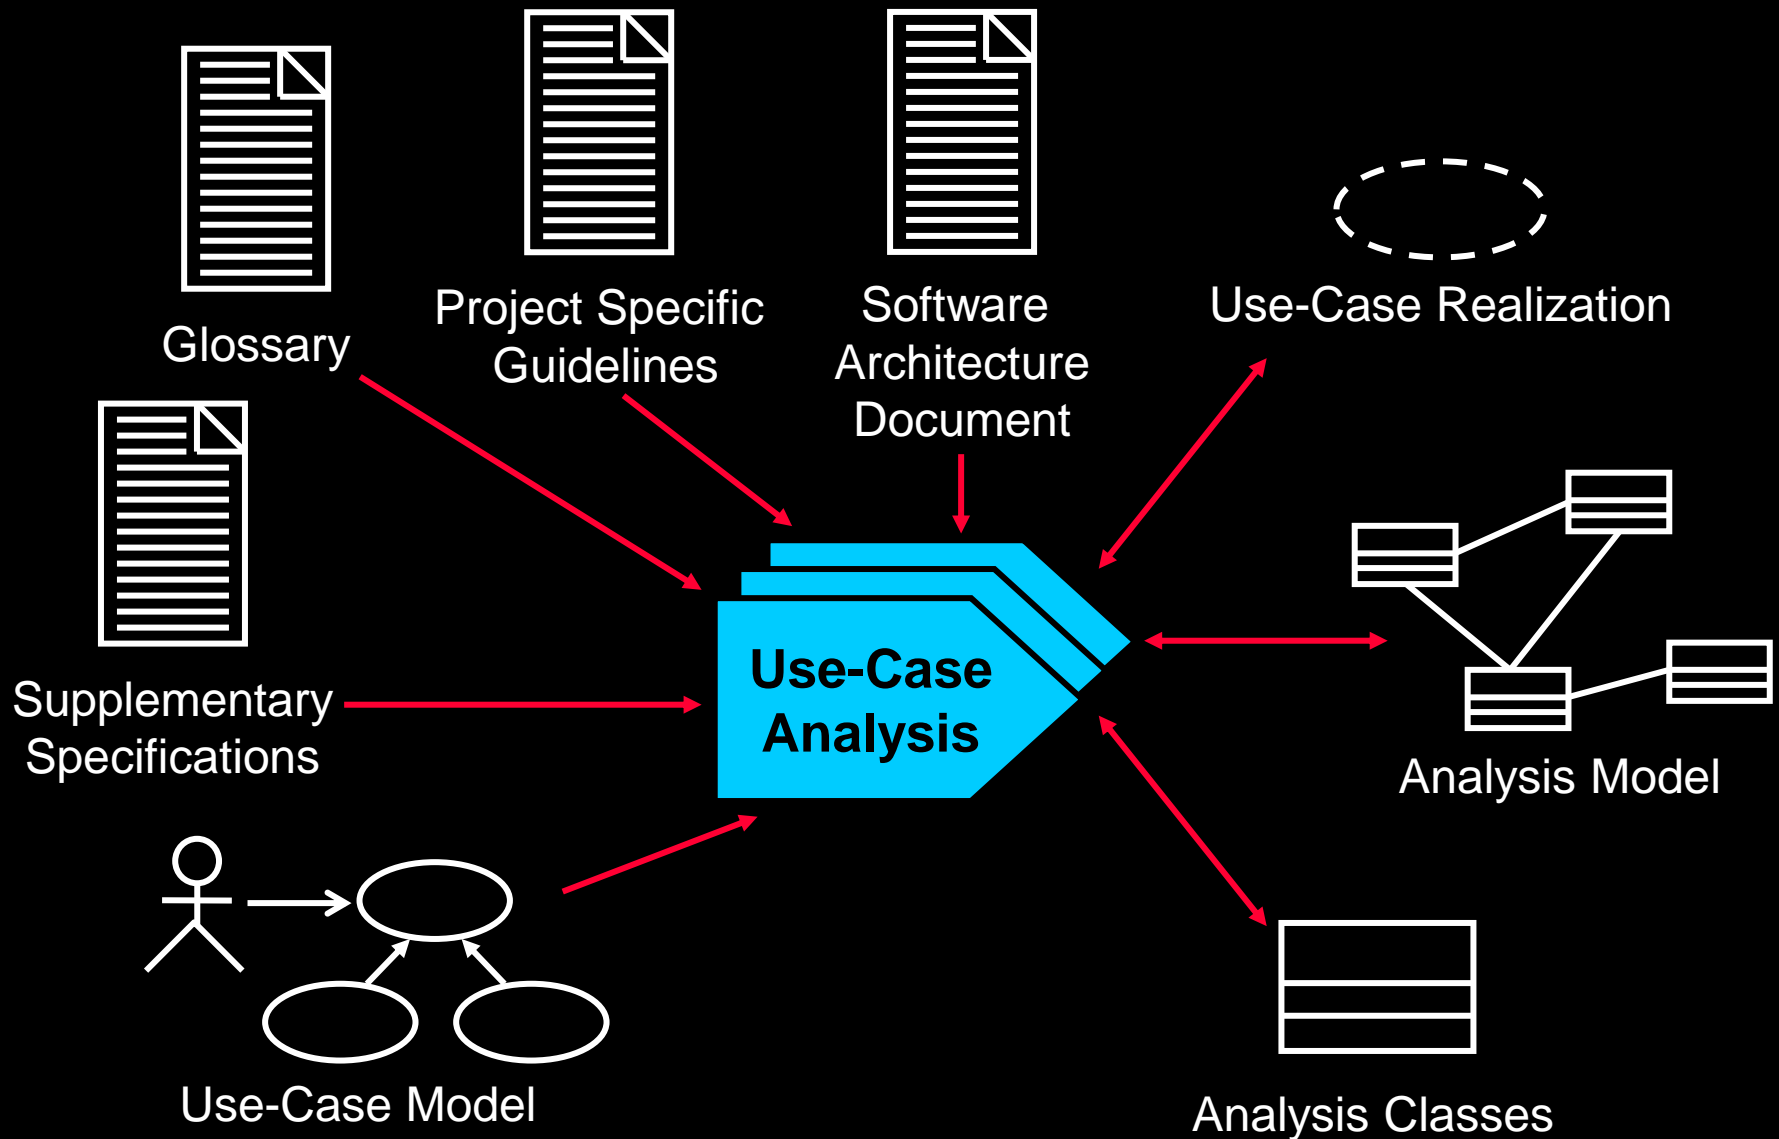 Glossary
Project Specific
Guidelines
Software
Architecture
Document
Use-Case Realization
Supplementary
Specifications
Use-Case
Analysis
Analysis Model
Use-Case Model
Analysis Classes